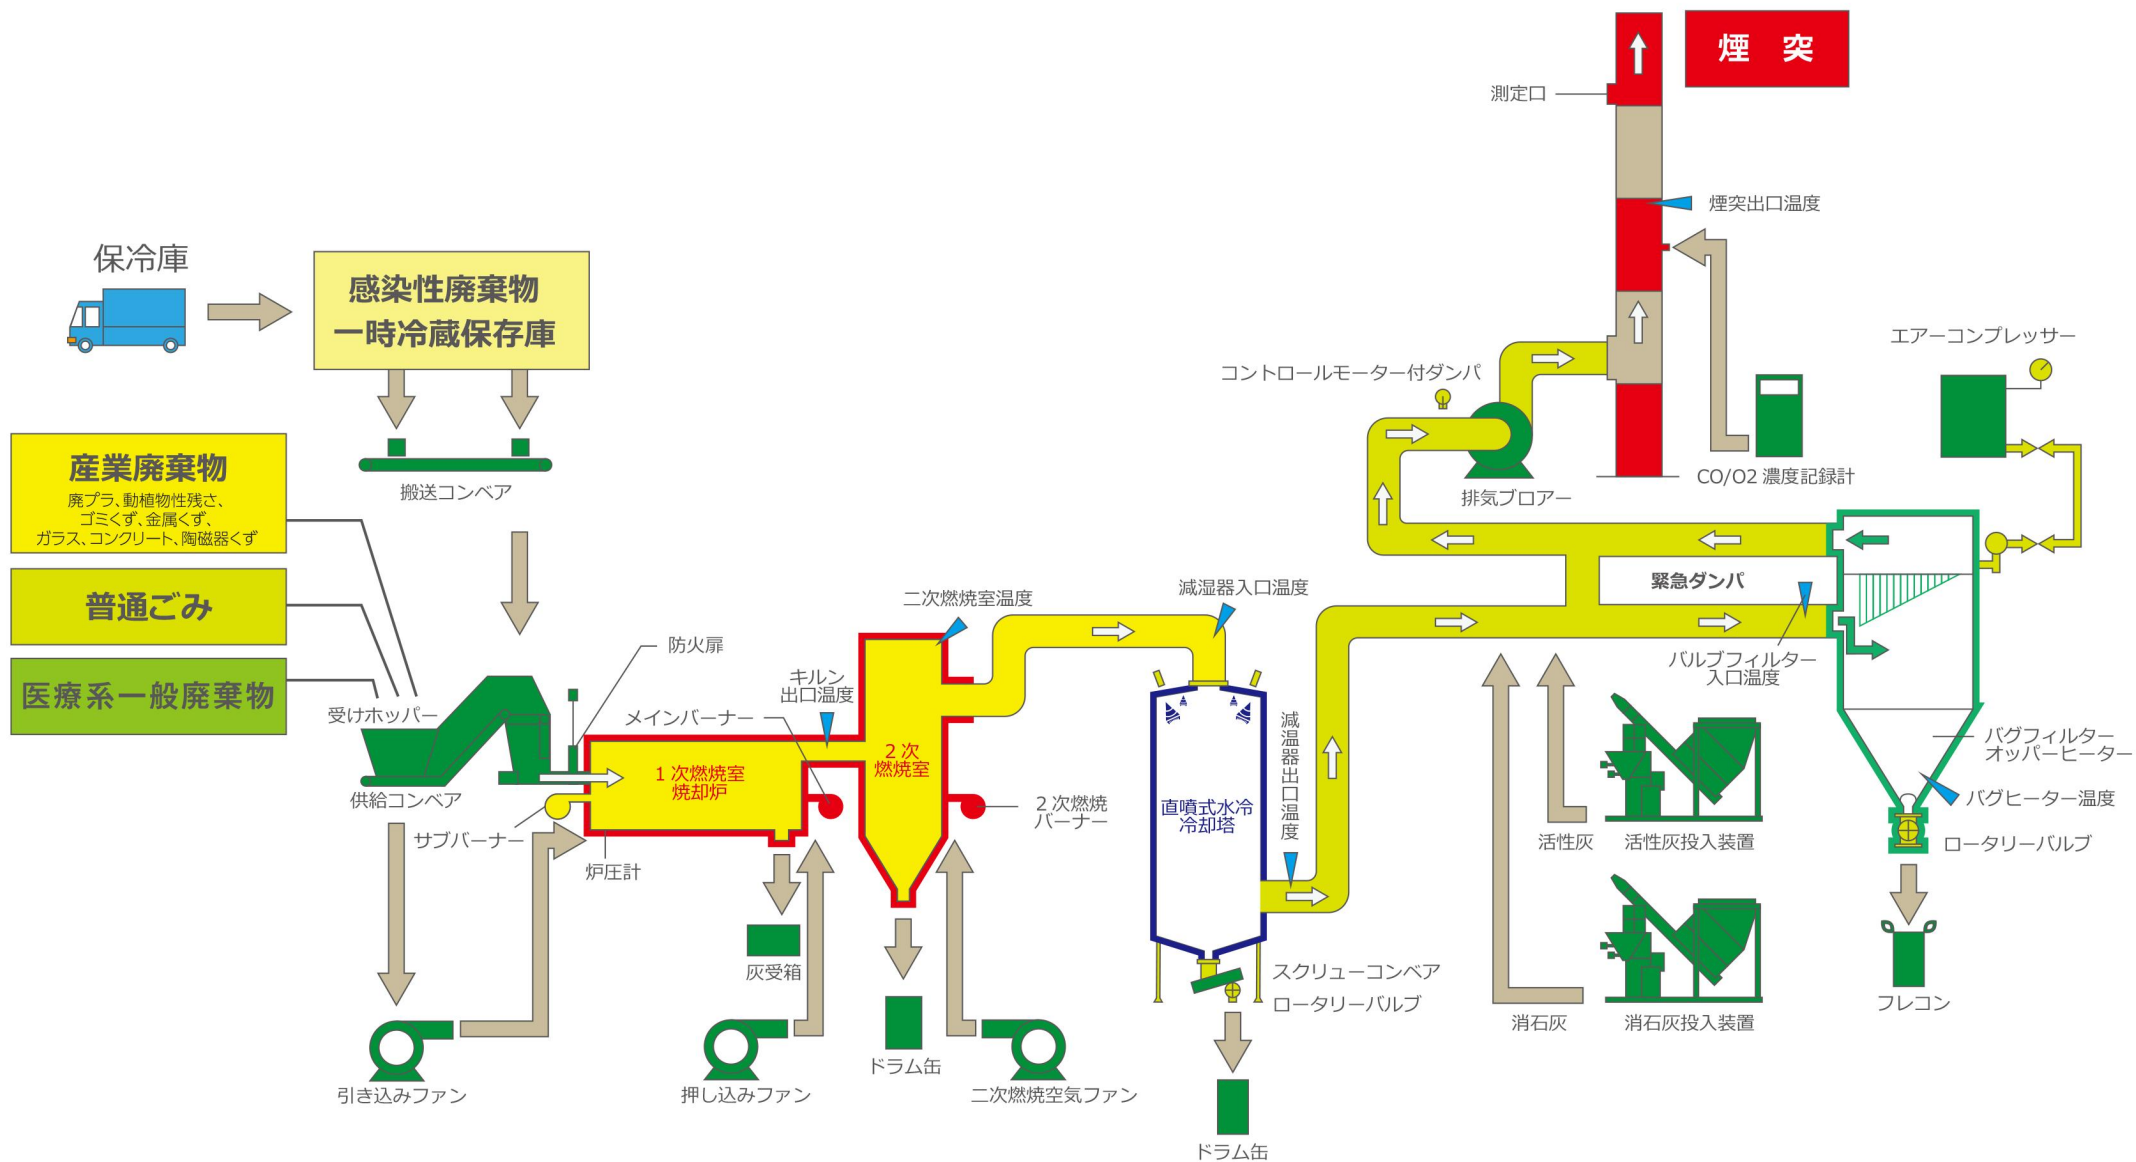 煙 突
測定口
煙突出口温度
保冷庫
感染性廃棄物
一時冷蔵保存庫
エアーコンプレッサー
コントロールモーター付ダンパ
産業廃棄物
廃プラ、動植物性残さ、
ゴミくず、金属くず、
ガラス、コンクリート、陶磁器くず
搬送コンベア
排気ブロアー
CO/O2 濃度記録計
普通ごみ
緊急ダンパ
二次燃焼室温度
減湿器入口温度
防火扉
バルブフィルター
入口温度
医療系一般廃棄物
キルン
出口温度
受けホッパー
メインバーナー
減温器出口温度
バグフィルター
オッパーヒーター
2 次
燃焼室
1 次燃焼室
焼却炉
供給コンベア
2 次燃焼
バーナー
直噴式水冷
冷却塔
バグヒーター温度
サブバーナー
活性灰
活性灰投入装置
ロータリーバルブ
炉圧計
灰受箱
スクリューコンベア
ロータリーバルブ
フレコン
消石灰
消石灰投入装置
ドラム缶
引き込みファン
押し込みファン
二次燃焼空気ファン
ドラム缶